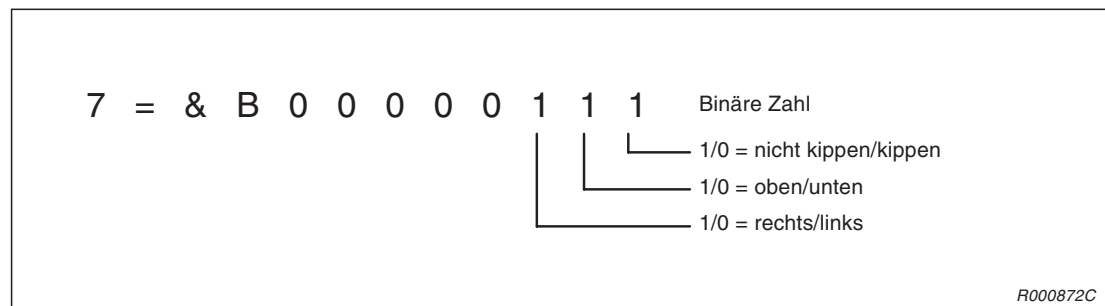 7 = & B 0 0 0 0 0 1 1 1 Binäre Zahl
1/0 = nicht kippen/kippen
1/0 = oben/unten
1/0 = rechts/links
R000872C